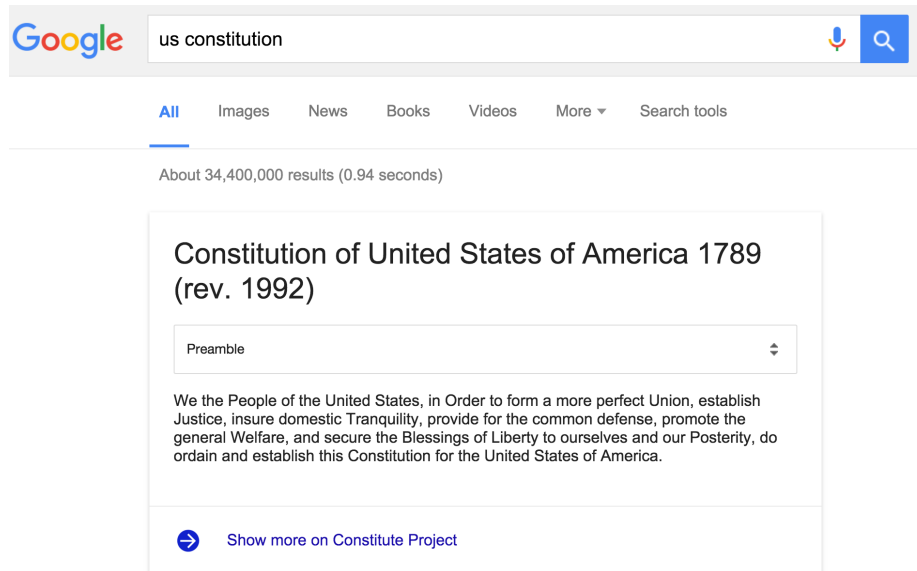 Google
us constitution
All Images News Books Videos More Search tools
About 34,400,000 results (0.94 seconds)
Constitution of United States of America 1789
(rev. 1992)
Preamble
We the People of the United States, in Order to form a more perfect Union, establish
Justice, insure domestic Tranquility, provide for the common defense, promote the
general Welfare, and secure the Blessings of Liberty to ourselves and our Posterity, do
ordain and establish this Constitution for the United States of America.
Show more on Constitute Project